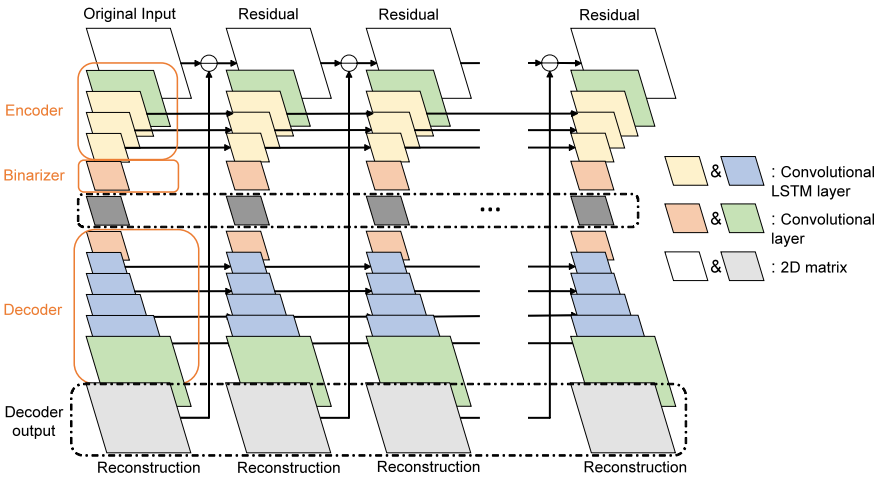 Original Input
Residual
Residual
Residual
Encoder
Binarizer
...
Decoder
Decoder
output
Reconstruction
Reconstruction
Reconstruction
Reconstruction
& : Convolutional
LSTM layer
& : Convolutional
layer
& : 2D matrix